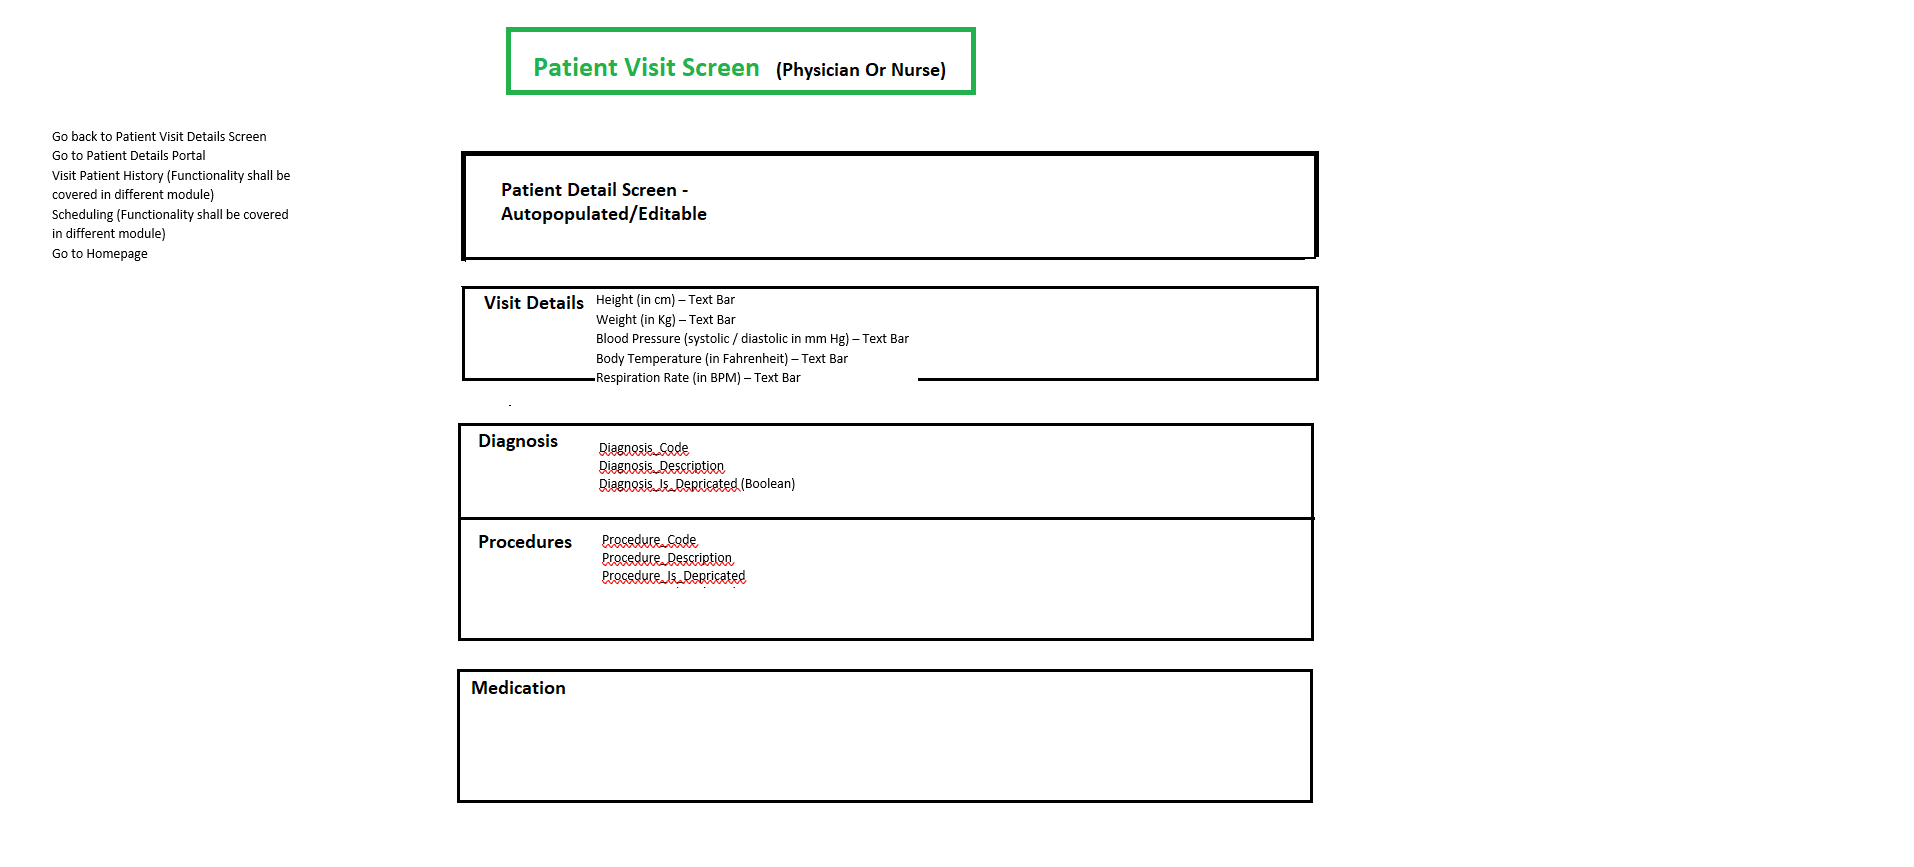 Patient Visit Screen (Physician Or Nurse)
Go back to Patient Visit Details Screen
Go to Patient Details Portal
Visit Patient History (Functionality shall be
covered in different module)
Scheduling (Functionality shall be covered
in different module)
Go to Homepage
Patient Detail Screen -
Autopopulated/Editable
Visit Details
Height (in cm) – Text Bar
Weight (in Kg) – Text Bar
Blood Pressure (systolic / diastolic in mm Hg) – Text Bar
Body Temperature (in Fahrenheit) – Text Bar
Respiration Rate (in BPM) – Text Bar
Diagnosis
Diagnosis_Code
Diagnosis_Description
Diagnosis_Is_Depricated (Boolean)
Procedures
Procedure_Code
Procedure_Description
Procedure_Is_Depricated
Medication